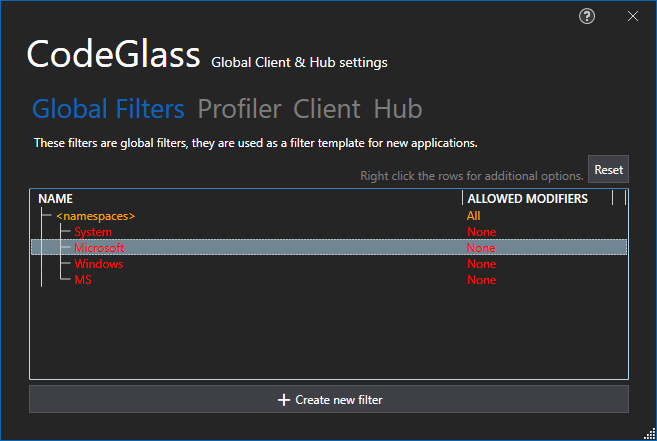 CodeGlass Global Client & Hub settings
Global Filters Profiler Client Hub
These filters are global filters, they are used as a filter template for new applications.
Right click the rows for additional options. Reset
NAME ALLOWED MODIFIERS
<namespaces> All
System None
Microsoft None
Windows None
MS None
+ Create new filter